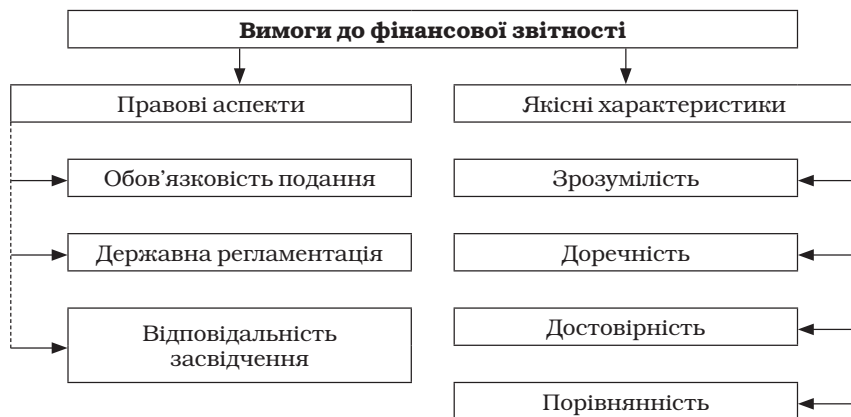 Вимоги до фінансової звітності
Правові аспекти
Якісні характеристики
Обов’язковість подання
Зрозумілість
Державна регламентація
Доречність
Відповідальність
засвідчення
Достовірність
Порівнянність